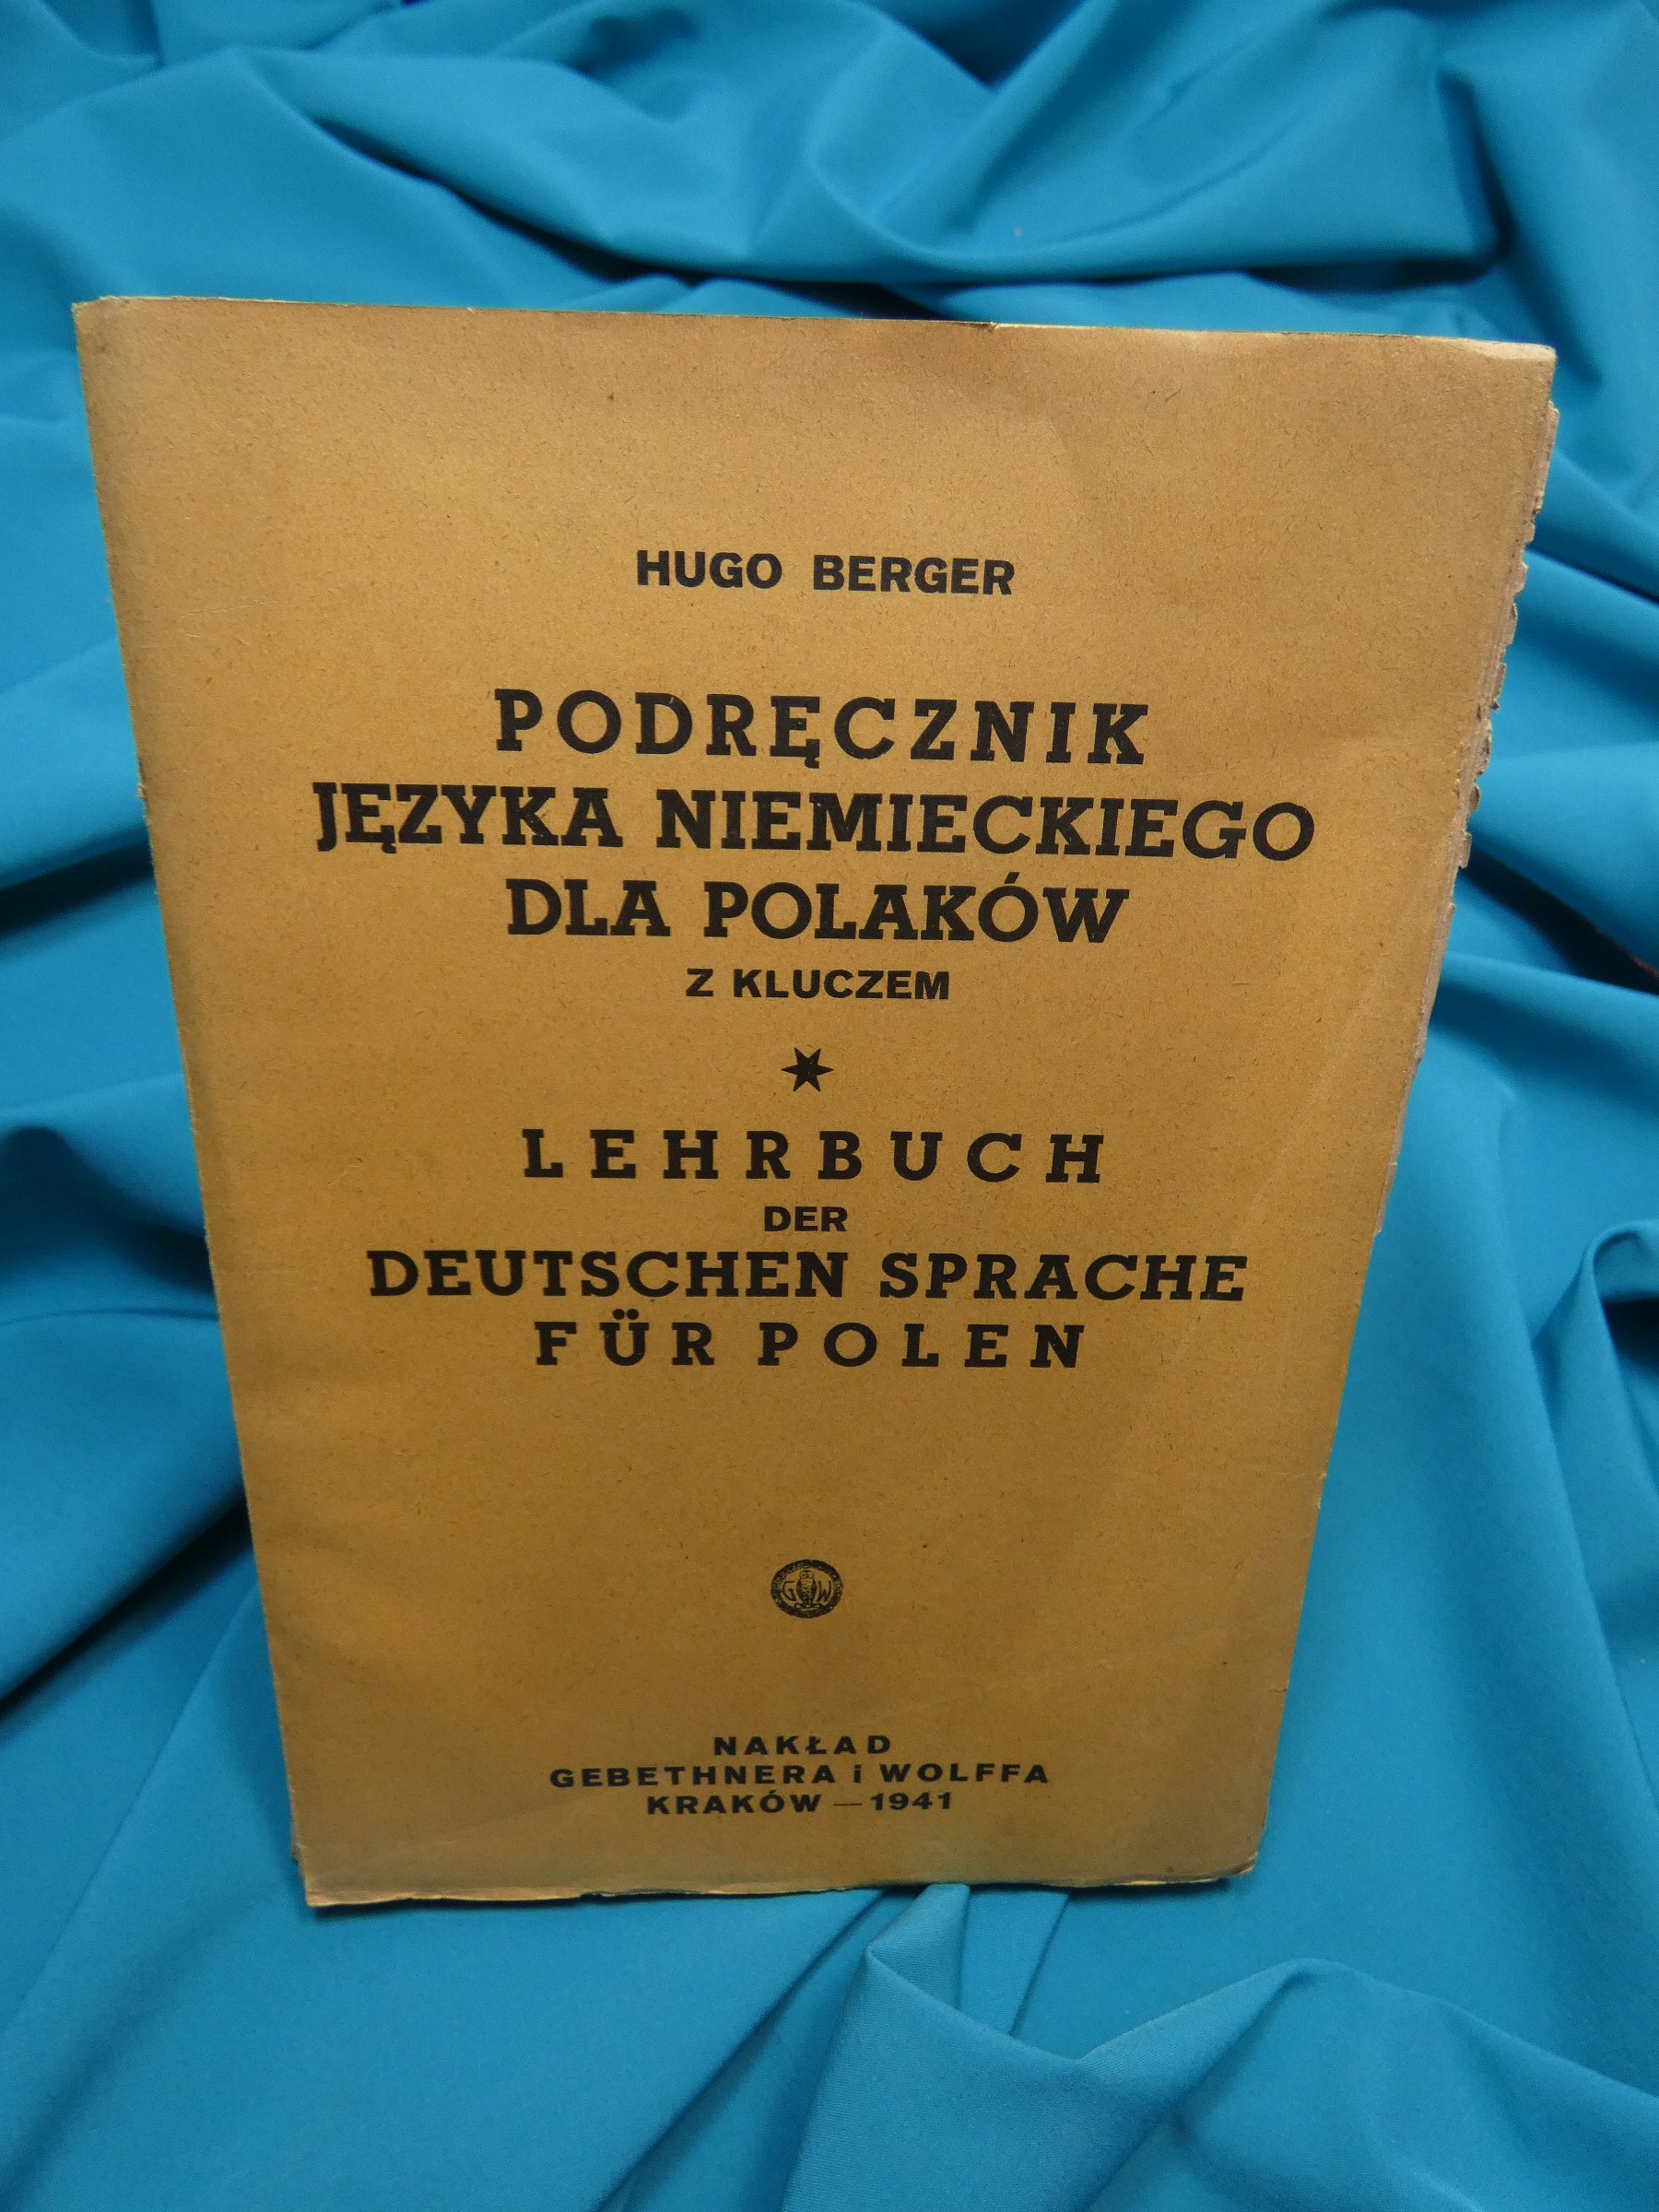 HUGO BERGER
PODRĘCZNIK
JĘZYKA NIEMIECKIEGO
DLA POLAKÓW
Z KLUCZEM
LEHRBUCH
DER
DEUTSCHEN SPRACHE
FÜR POLEN
G W
NAKŁAD
GEBETHNERA i WOLFFA
KRAKÓW — 1941